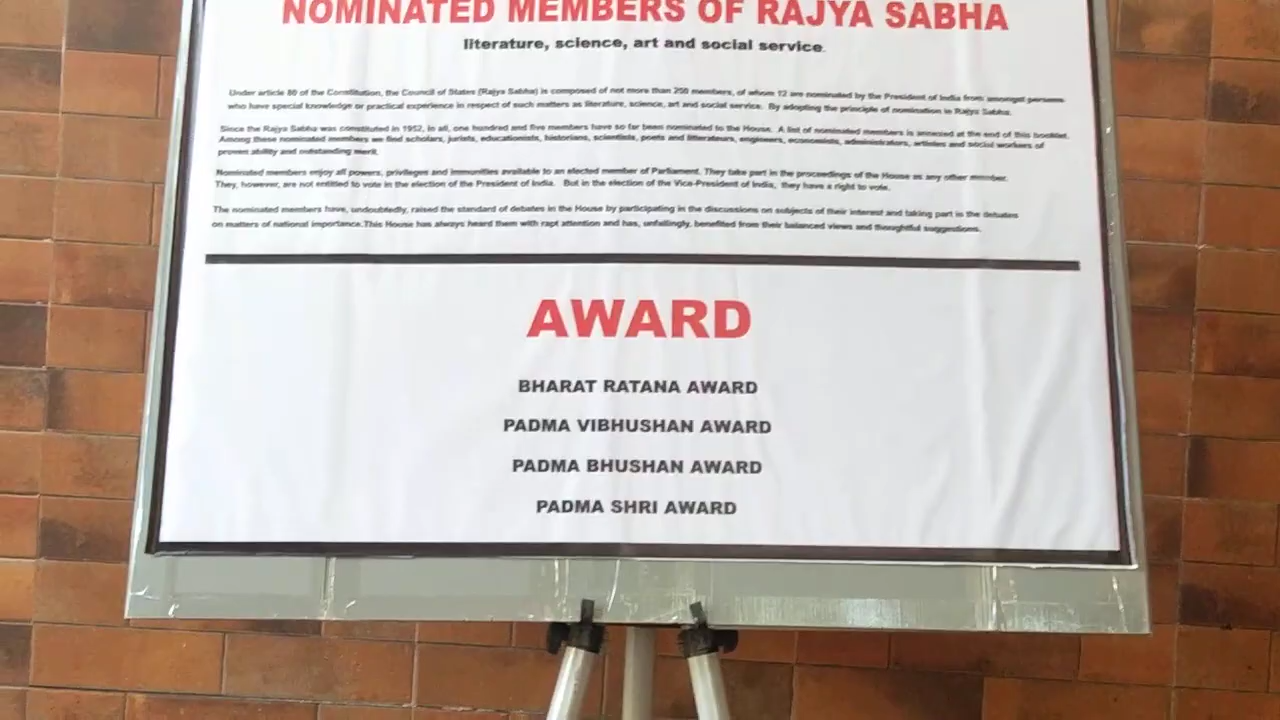 NOMINATED MEMBERS OF RAJYA SABHA
literature, science, art and social service.
Under article 80 of the Constitution, the Council of States (Rajya Sabha) is composed of not more than 250 members, of whom 12 are nominated by the President of India from amongst persons
who have special knowledge or practical experience in respect of such matters as literature, science, art and social service. By adopting the principle of nomination in Rajya Sabha.
Since the Rajya Sabha was constituted in 1952, in all, one hundred and five members have so far been nominated to the House. A list of nominated members is annexed at the end of this booklet.
Among these nominated members we find scholars, jurists, educationists, historians, scientists, poets and litterateurs, engineers, economists, administrators, artistes and social workers of
proven ability and outstanding merit.
Nominated members enjoy all powers, privileges and immunities available to an elected member of Parliament. They take part in the proceedings of the House as any other member.
They, however, are not entitled to vote in the election of the President of India. But in the election of the Vice-President of India, they have a right to vote.
The nominated members have, undoubtedly, raised the standard of debates in the House by participating in the discussions on subjects of their interest and taking part in the debates
on matters of national importance.This House has always heard them with rapt attention and has, unfailingly, benefited from their balanced views and thoughtful suggestions.
AWARD
BHARAT RATANA AWARD
PADMA VIBHUSHAN AWARD
PADMA BHUSHAN AWARD
PADMA SHRI AWARD